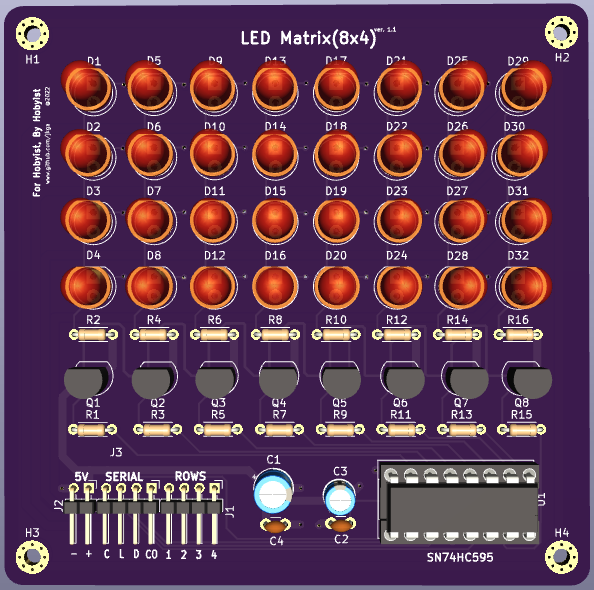 LED Matrix(8x4) ver. 1.1
H1
H2
D1 D5 D9 D13 D17 D21 D25 D29
For Hobyist, By Hobyist
@2022
D2 D6 D10 D14 D18 D22 D26 D30
D3 D7 D11 D15 D19 D23 D27 D31
D4 D8 D12 D16 D20 D24 D28 D32
R2 R4 R6 R8 R10 R12 R14 R16
Q1 Q2 Q3 Q4 Q5 Q6 Q7 Q8
R1 R3 R5 R7 R9 R11 R13 R15
J3
C1
C3
5V SERIAL ROWS
J2
J1
U1
C4
C2
H3
H4
- + C L D CO 1 2 3 4
SN74HC595